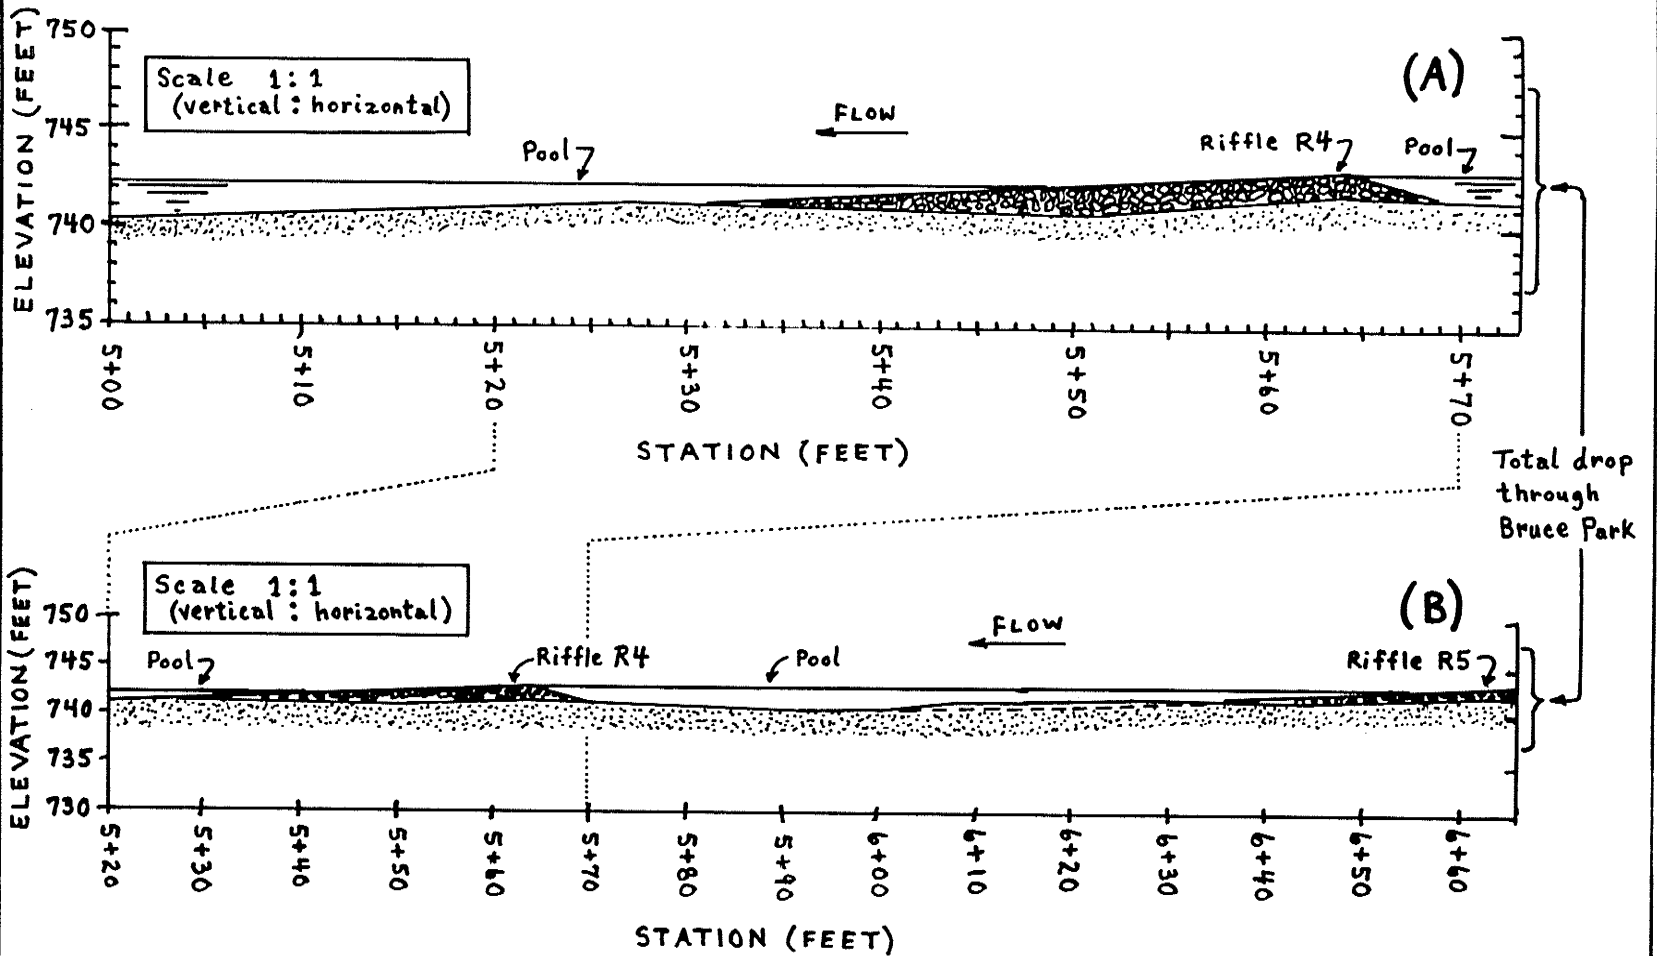 ELEVATION (FEET)
750
745
740
735
Scale 1:1
(vertical : horizontal)
(A)
FLOW
Pool
Riffle R4
Pool
5+00
5+10
5+20
5+30
5+40
5+50
5+60
5+70
STATION (FEET)
Total drop
through
Bruce Park
ELEVATION (FEET)
750
745
740
735
730
Scale 1:1
(vertical : horizontal)
(B)
FLOW
Pool
Riffle R4
Pool
Riffle R5
5+20
5+30
5+40
5+50
5+60
5+70
5+80
5+90
6+00
6+10
6+20
6+30
6+40
6+50
6+60
STATION (FEET)